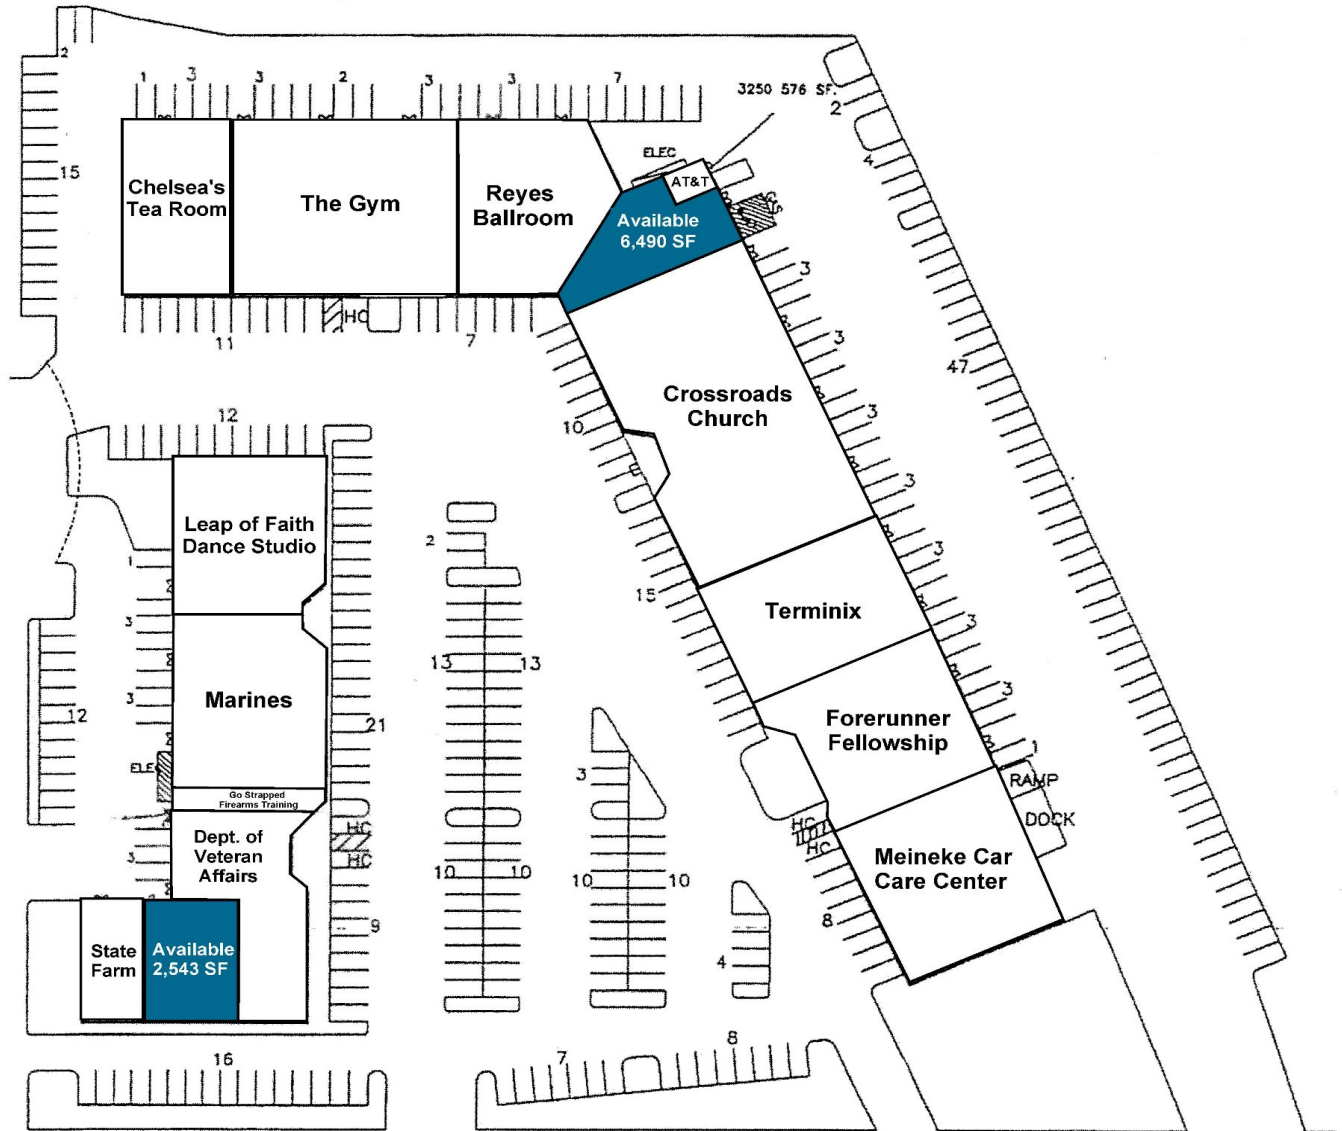 2
1
3
3
2
3
3
7
3250 576 SF.
2
4
15
ELEC
AT&T
GAS
Chelsea's
Tea Room
The Gym
Reyes
Ballroom
Available
6,490 SF
3
HC
11
7
3
47
Crossroads
Church
3
12
10
3
Leap of Faith
Dance Studio
2
3
1
15
Terminix
3
3
13
13
3
Marines
12
21
3
Forerunner
Fellowship
1
ELEC
3
RAMP
Go Strapped
Firearms Training
DOCK
HC
HC
Dept. of
Veteran
Affairs
3
HC
HC
Meineke Car
Care Center
10
10
10
10
8
9
State
Farm
Available
2,543 SF
4
16
7
8